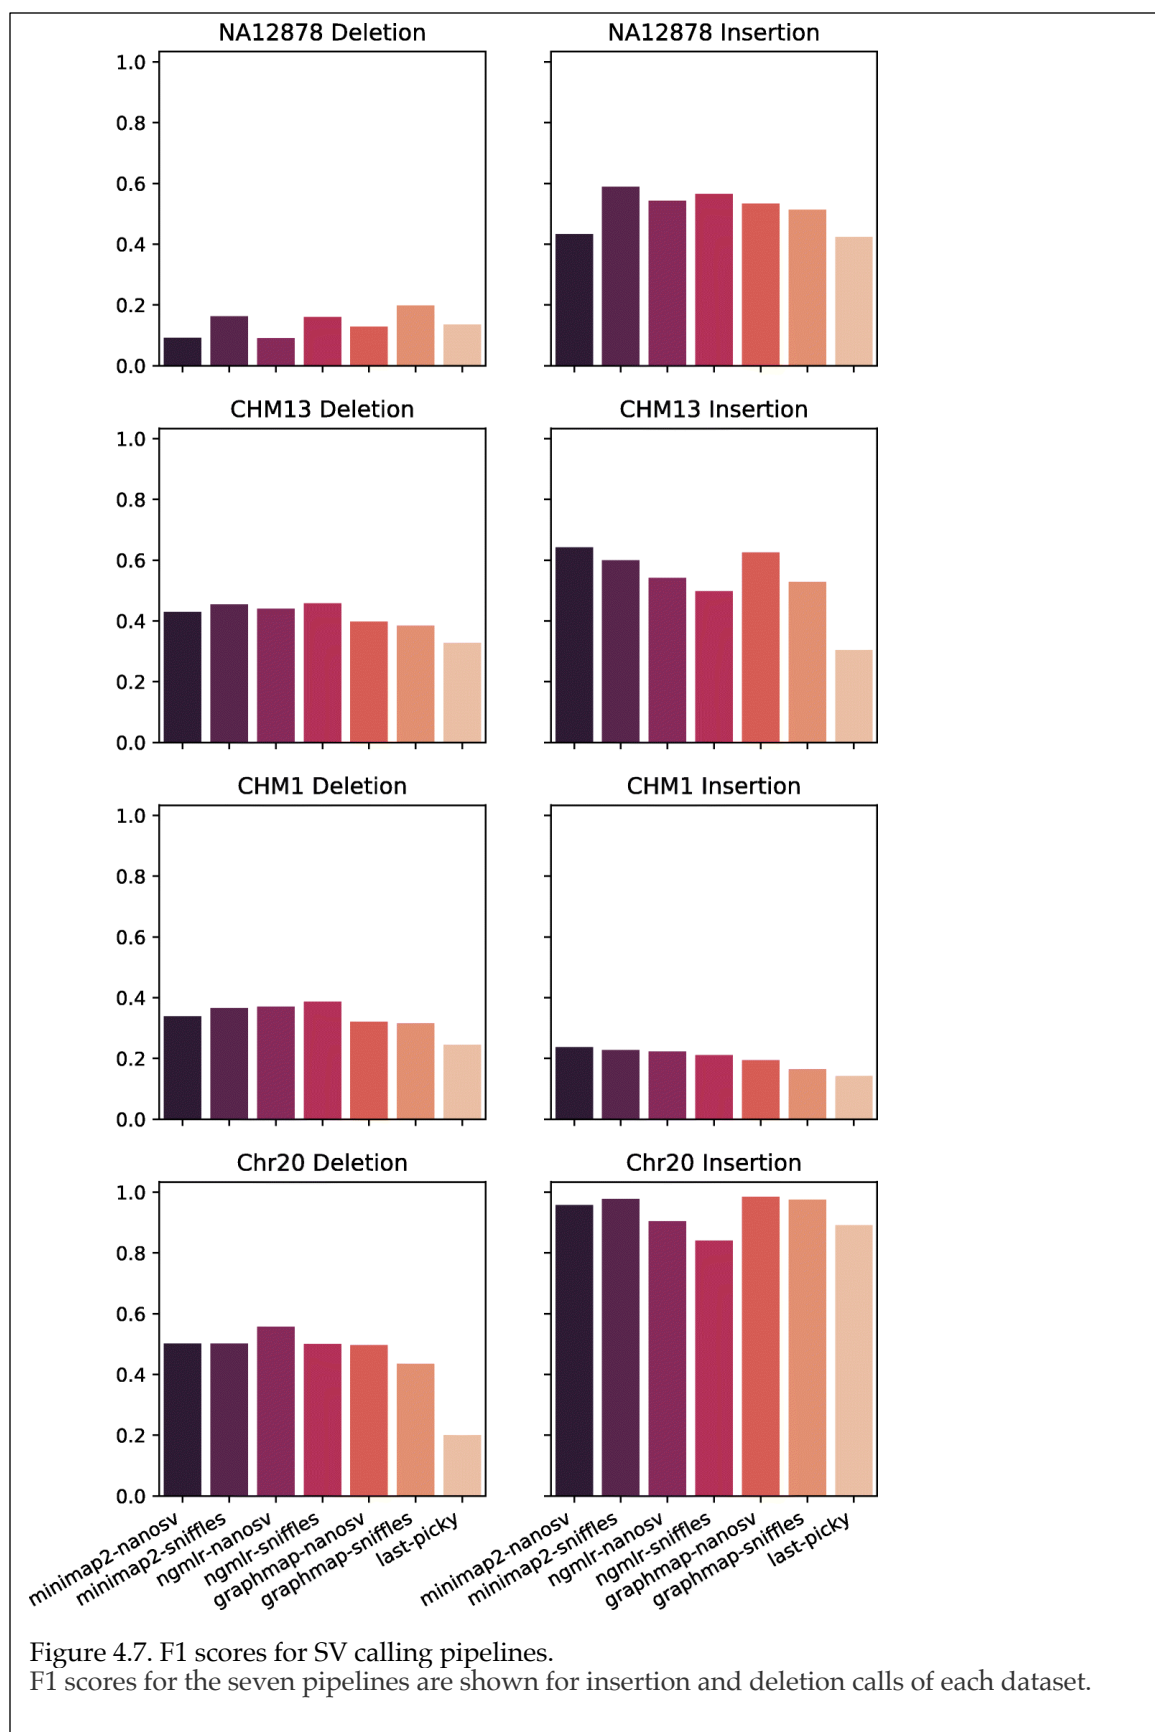 NA12878 Deletion
NA12878 Insertion
1.0
0.8
0.6
0.4
0.2
0.0
CHM13 Deletion
CHM13 Insertion
1.0
0.8
0.6
0.4
0.2
0.0
CHM1 Deletion
CHM1 Insertion
1.0
0.8
0.6
0.4
0.2
0.0
Chr20 Deletion
Chr20 Insertion
1.0
0.8
0.6
0.4
0.2
0.0
minimap2-nanosv
minimap2-sniffles
ngmlr-nanosv
ngmlr-sniffles
graphmap-nanosv
graphmap-sniffles
last-picky
minimap2-nanosv
minimap2-sniffles
ngmlr-nanosv
ngmlr-sniffles
graphmap-nanosv
graphmap-sniffles
last-picky
Figure 4.7. F1 scores for SV calling pipelines.
F1 scores for the seven pipelines are shown for insertion and deletion calls of each dataset.